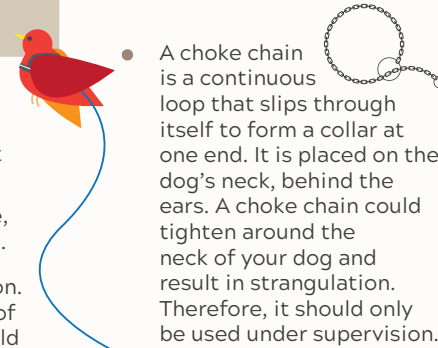 A choke chain
is a continuous
loop that slips through
itself to form a collar at
one end. It is placed on the
dog's neck, behind the
ears. A choke chain could
tighten around the
neck of your dog and
result in strangulation.
Therefore, it should only
be used under supervision.
of